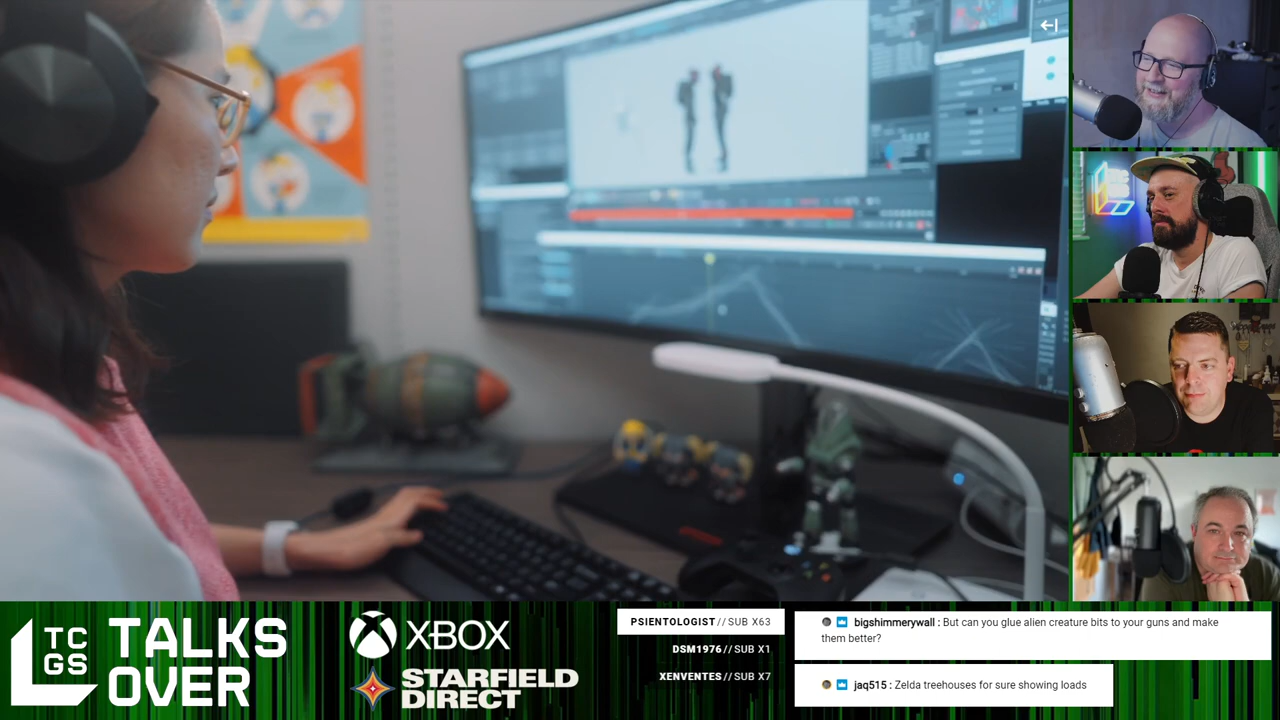 TC
GS
TALKS
OVER
XBOX
STARFIELD
DIRECT
PSIENTOLOGIST // SUB X63
DSM1976 // SUB X1
XENVENTES // SUB X7
bigshimmerywall : But can you glue alien creature bits to your guns and make
them better?
jaq515 : Zelda treehouses for sure showing loads